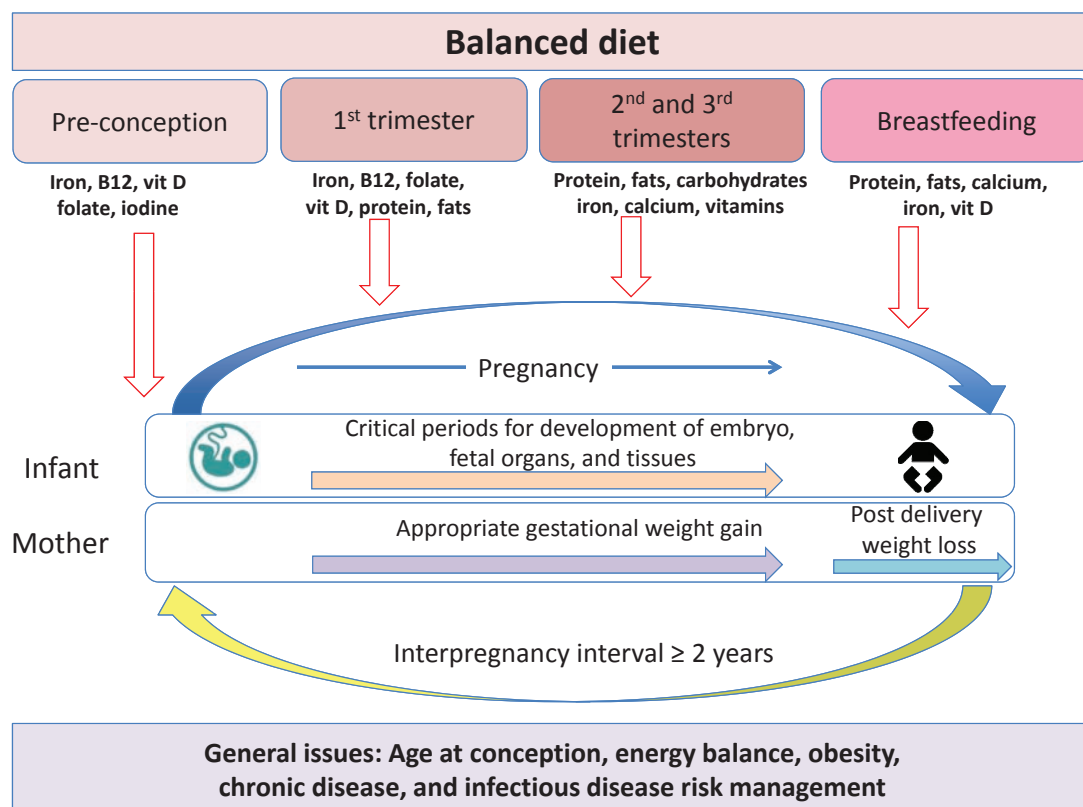 Balanced diet
Pre-conception
1st trimester
2nd and 3rd
trimesters
Breastfeeding
Iron, B12, vit D
folate, iodine
Iron, B12, folate,
vit D, protein, fats
Protein, fats, carbohydrates
iron, calcium, vitamins
Protein, fats, calcium,
iron, vit D
Pregnancy
Infant
Critical periods for development of embryo,
fetal organs, and tissues
Mother
Appropriate gestational weight gain
Post delivery
weight loss
Interpregnancy interval ≥ 2 years
General issues: Age at conception, energy balance, obesity,
chronic disease, and infectious disease risk management